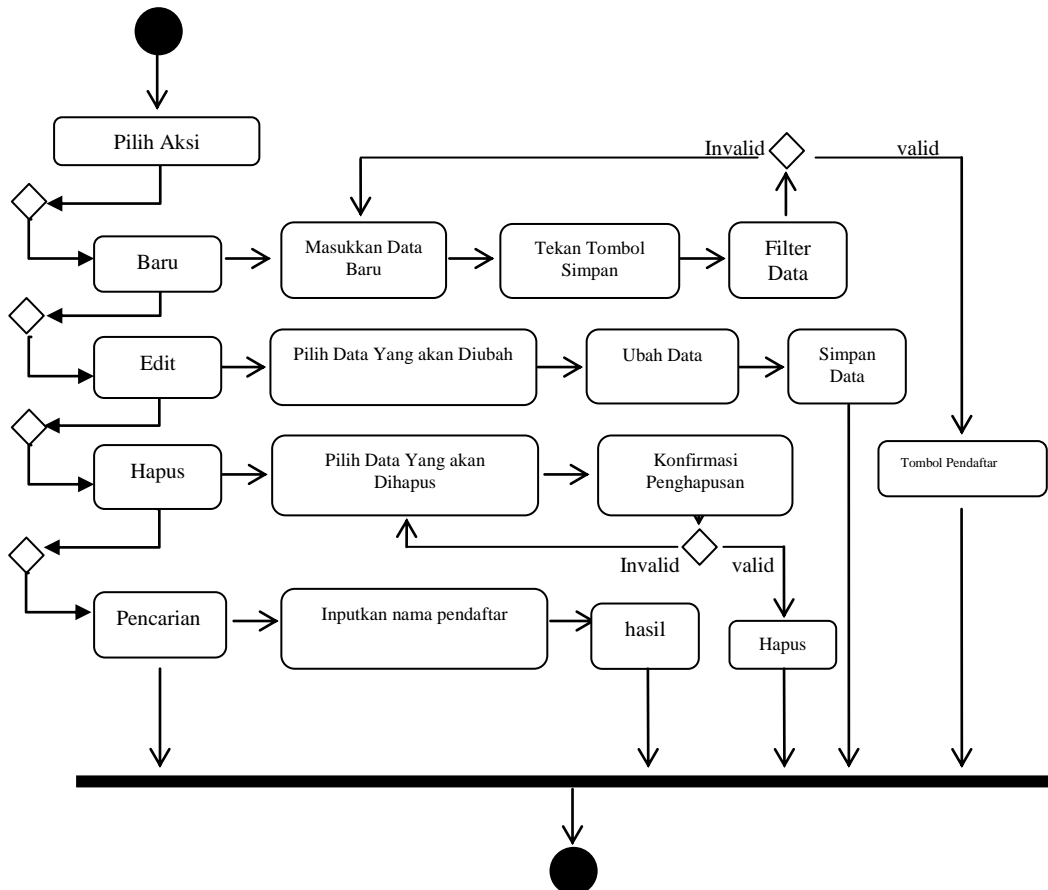 Pilih Aksi
Invalid
valid
Baru
Masukkan Data
Baru
Tekan Tombol
Simpan
Filter
Data
Edit
Pilih Data Yang akan Diubah
Ubah Data
Simpan
Data
Hapus
Pilih Data Yang akan
Dihapus
Konfirmasi
Penghapusan
Tombol Pendaftar
Invalid
valid
Pencarian
Inputkan nama pendaftar
hasil
Hapus